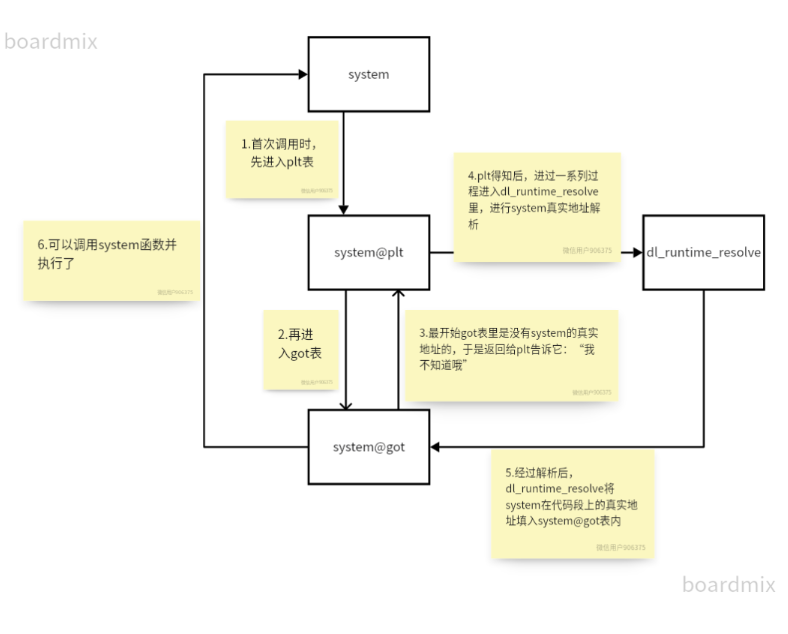 boardmix
system
1.首次调用时，
先进入plt表
微信用户906375
4.plt得知后，进过一系列过
程进入dl_runtime_resolve
里，进行system真实地址解
析
微信用户906375
system@plt
dl_runtime_resolve
6.可以调用system函数并
执行了
微信用户906375
2.再进
入got表
微信用户906375
3.最开始got表里是没有system的真实
地址的，于是返回给plt告诉它：“我
不知道哦”
微信用户906375
system@got
5.经过解析后，
dl_runtime_resolve将
system在代码段上的真实地
址填入system@got表内
微信用户906375
boardmix